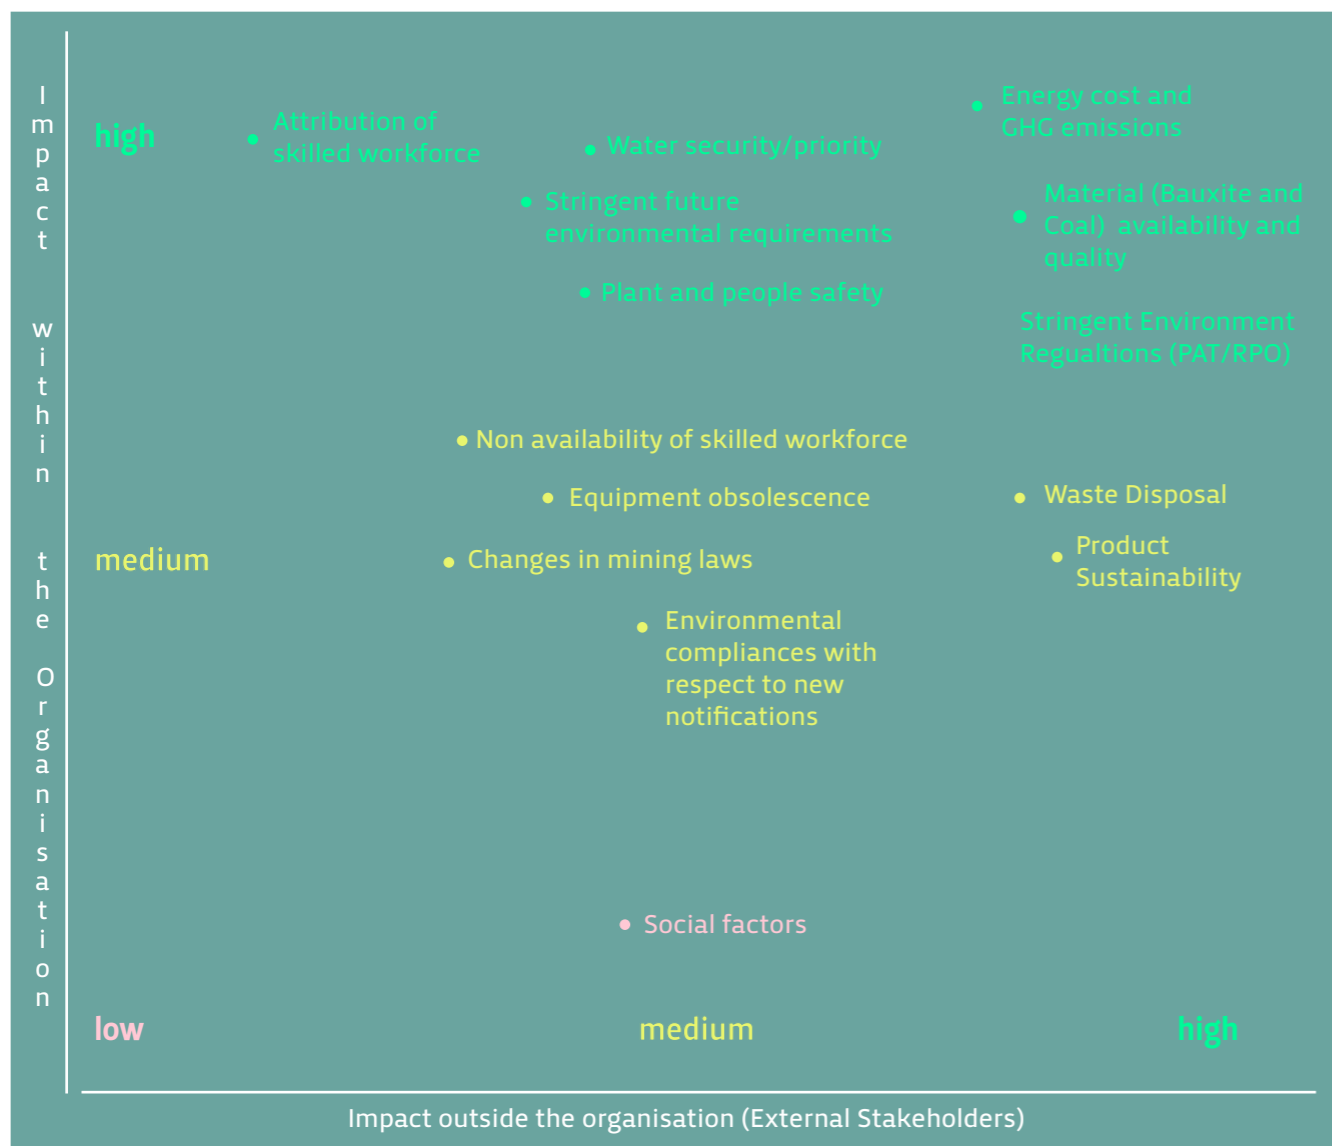 Impact within the Organisation
high
Attribution of
skilled workforce
Water security/priority
Energy cost and
GHG emissions
Stringent future
environmental requirements
Material (Bauxite and
Coal) availability and
quality
Plant and people safety
Stringent Environment
Regualtions (PAT/RPO)
Non availability of skilled workforce
Equipment obsolescence
Waste Disposal
medium
Changes in mining laws
Product
Sustainability
Environmental
compliances with
respect to new
notifications
Social factors
low
medium
high
Impact outside the organisation (External Stakeholders)